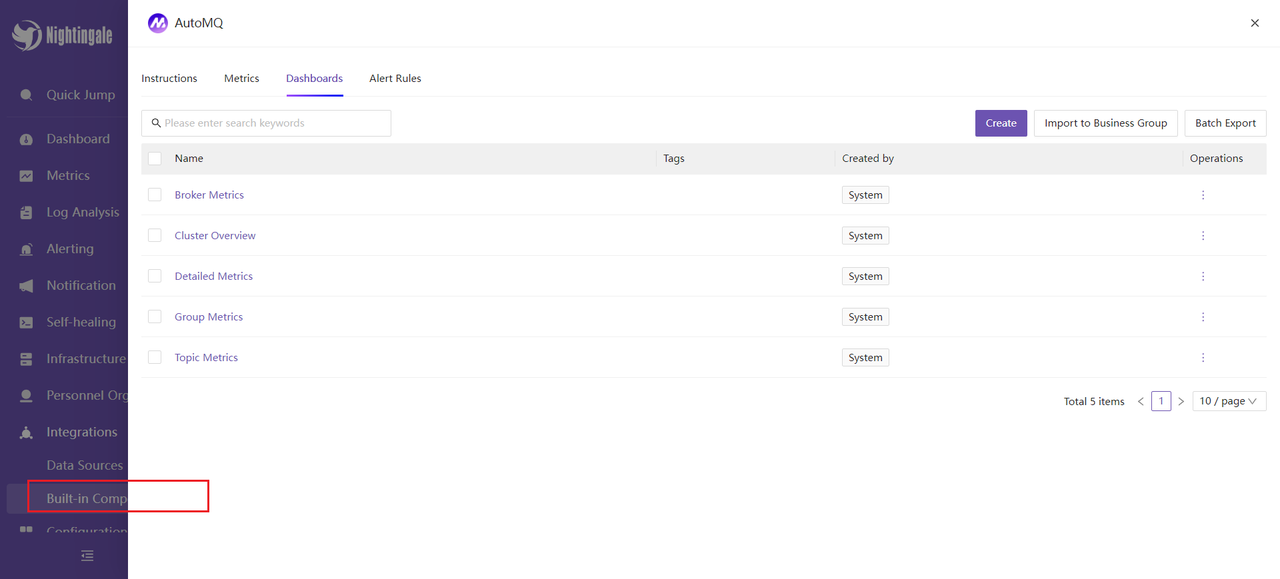 Nightingale
Quick Jump
Dashboard
Metrics
Log Analysis
Alerting
Notification
Self-healing
Infrastructure
Personnel Org
Integrations
Data Sources
Built-in Comp
Configuration
AutoMQ
Instructions Metrics Dashboards Alert Rules
Please enter search keywords Create Import to Business Group Batch Export
Name Tags Created by Operations
Broker Metrics System
Cluster Overview System
Detailed Metrics System
Group Metrics System
Topic Metrics System
Total 5 items 1 10 / page